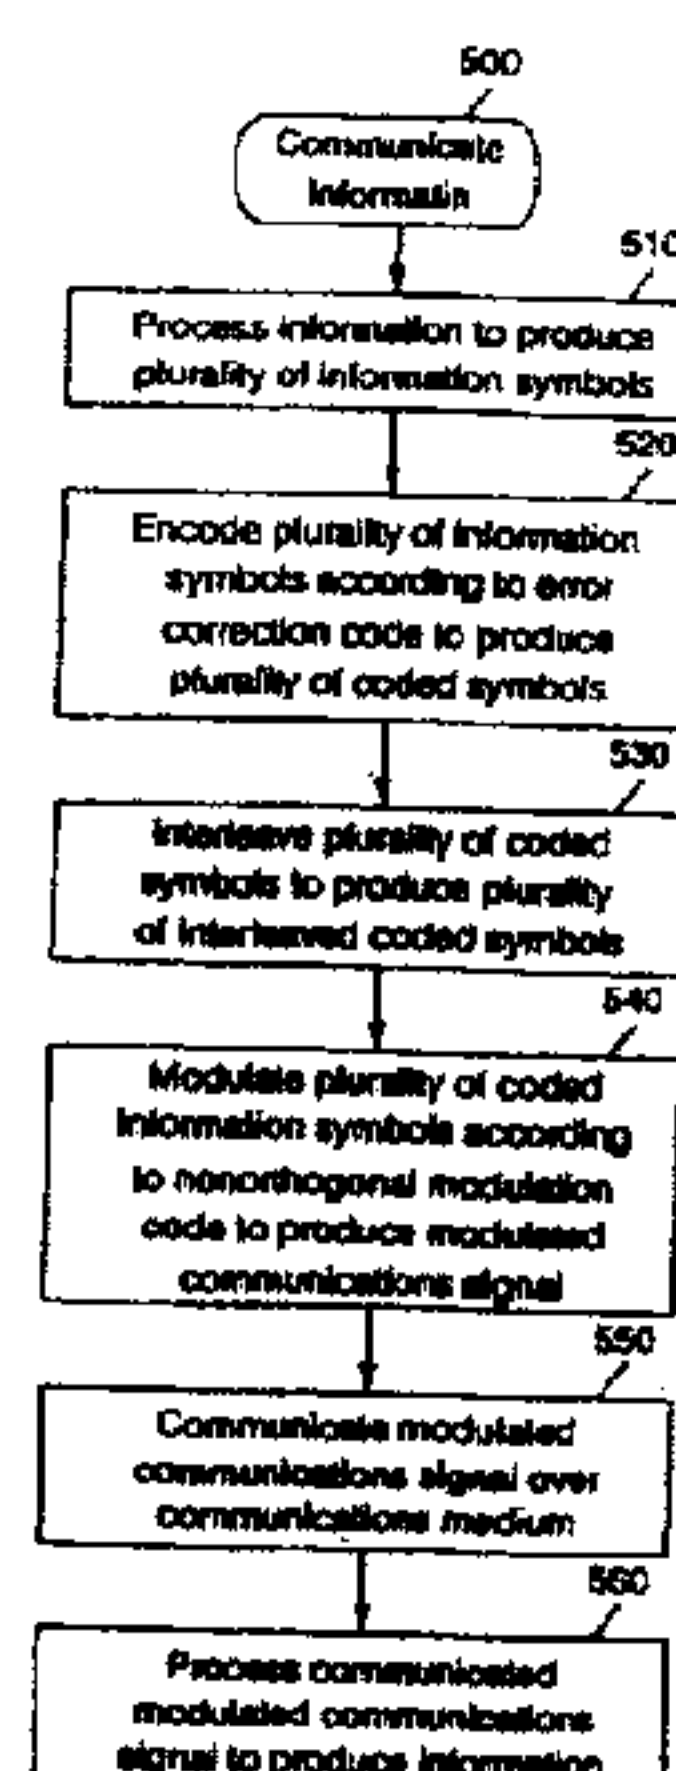 500
Communicate
Informatin
510
Process information to produce
plurality of information symbols
520
Encode plurality of information
symbols according to error
correction code to produce
plurality of coded symbols
530
Interleave plurality of coded
symbols to produce plurality
of interleaved coded symbols
540
Modulate plurality of coded
information symbols according
to nonorthogonal modulation
code to produce modulated
communications signal
550
Communicate modulated
communications signal over
communications medium
560
Process communicated
modulated communications
signal to produce information